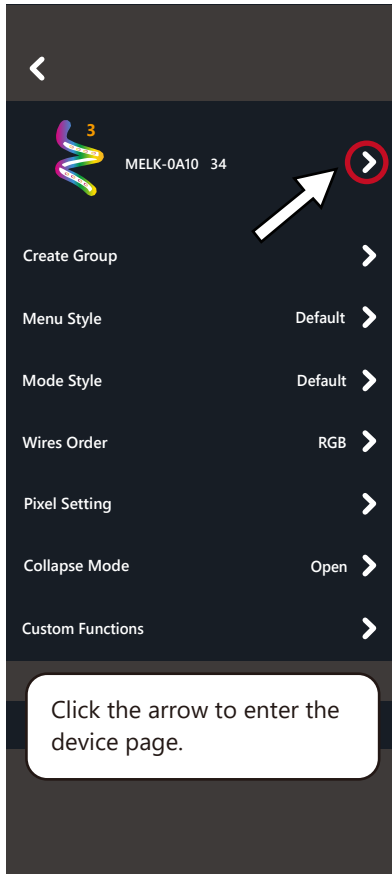 3
MELK-0A10 34
Create Group
Menu Style Default
Mode Style Default
Wires Order RGB
Pixel Setting
Collapse Mode Open
Custom Functions
Click the arrow to enter the
device page.